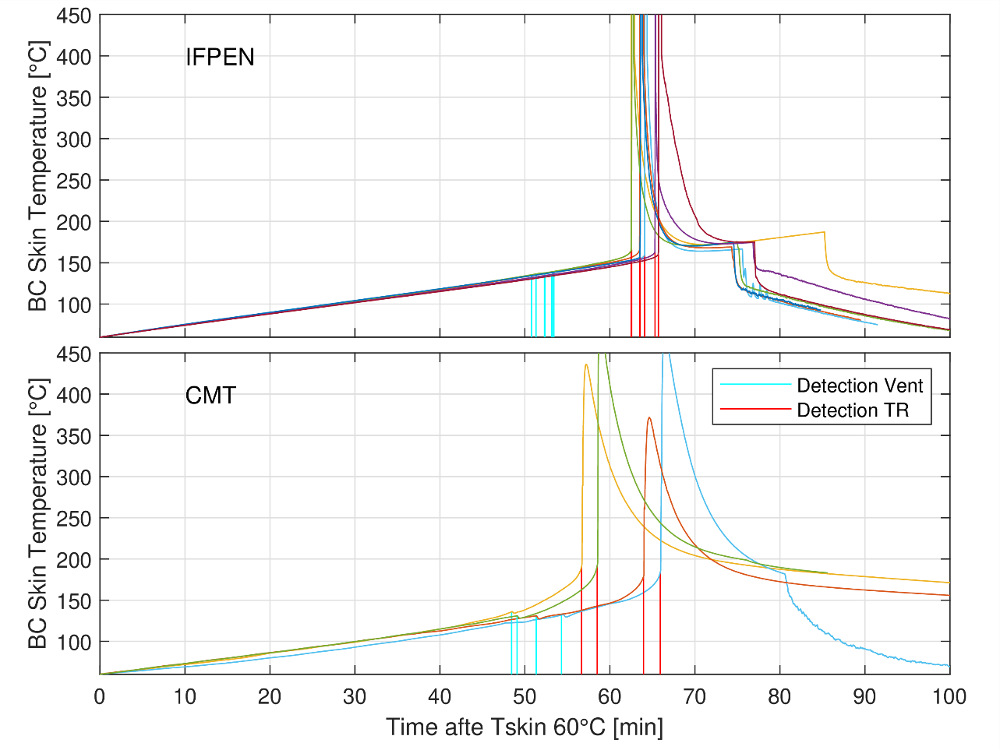 450
400
350
300
250
200
150
100
BC Skin Temperature [°C]
IFPEN
450
400
350
300
250
200
150
100
BC Skin Temperature [°C]
CMT
Detection Vent
Detection TR
0 10 20 30 40 50 60 70 80 90 100
Time afte Tskin 60°C [min]